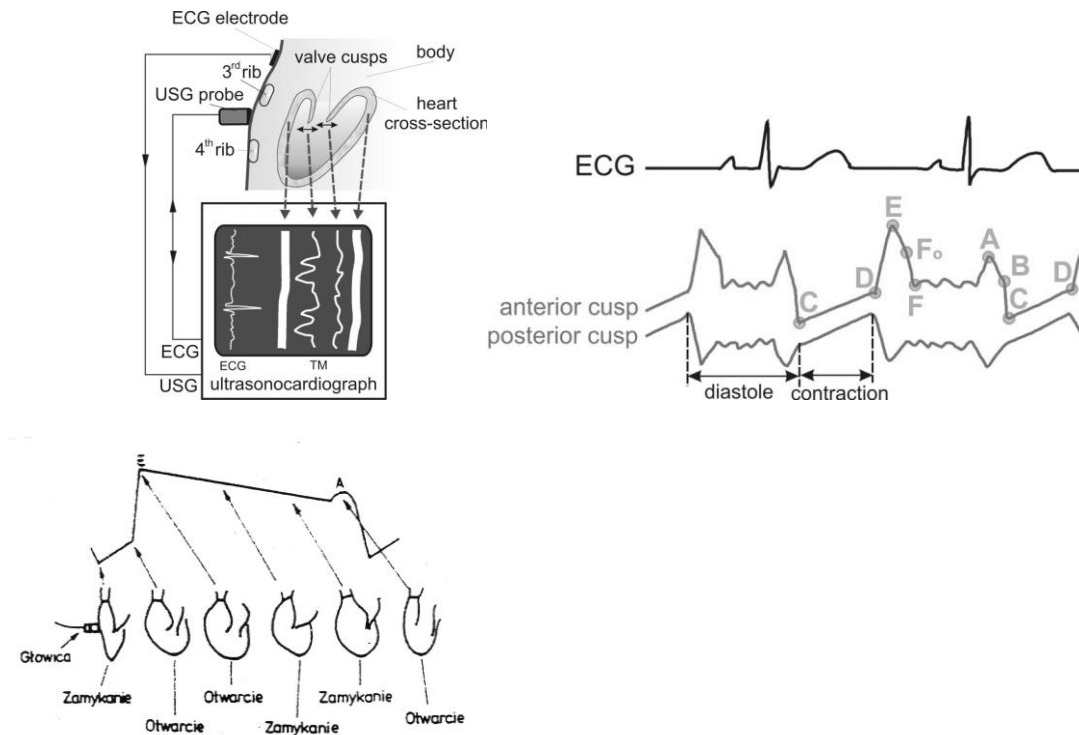 ECG electrode
valve cusps
body
3rd rib
USG probe
heart
cross-section
4th rib
ECG
USG
ECG
TM
ultrasonocardiograph
ECG
E
Fo
F
A
B
C
D
C
D
anterior cusp
posterior cusp
diastole
contraction
E
A
Głowica
Zamykanie
Otwarcie
Otwarcie
Zamykanie
Zamykanie
Otwarcie